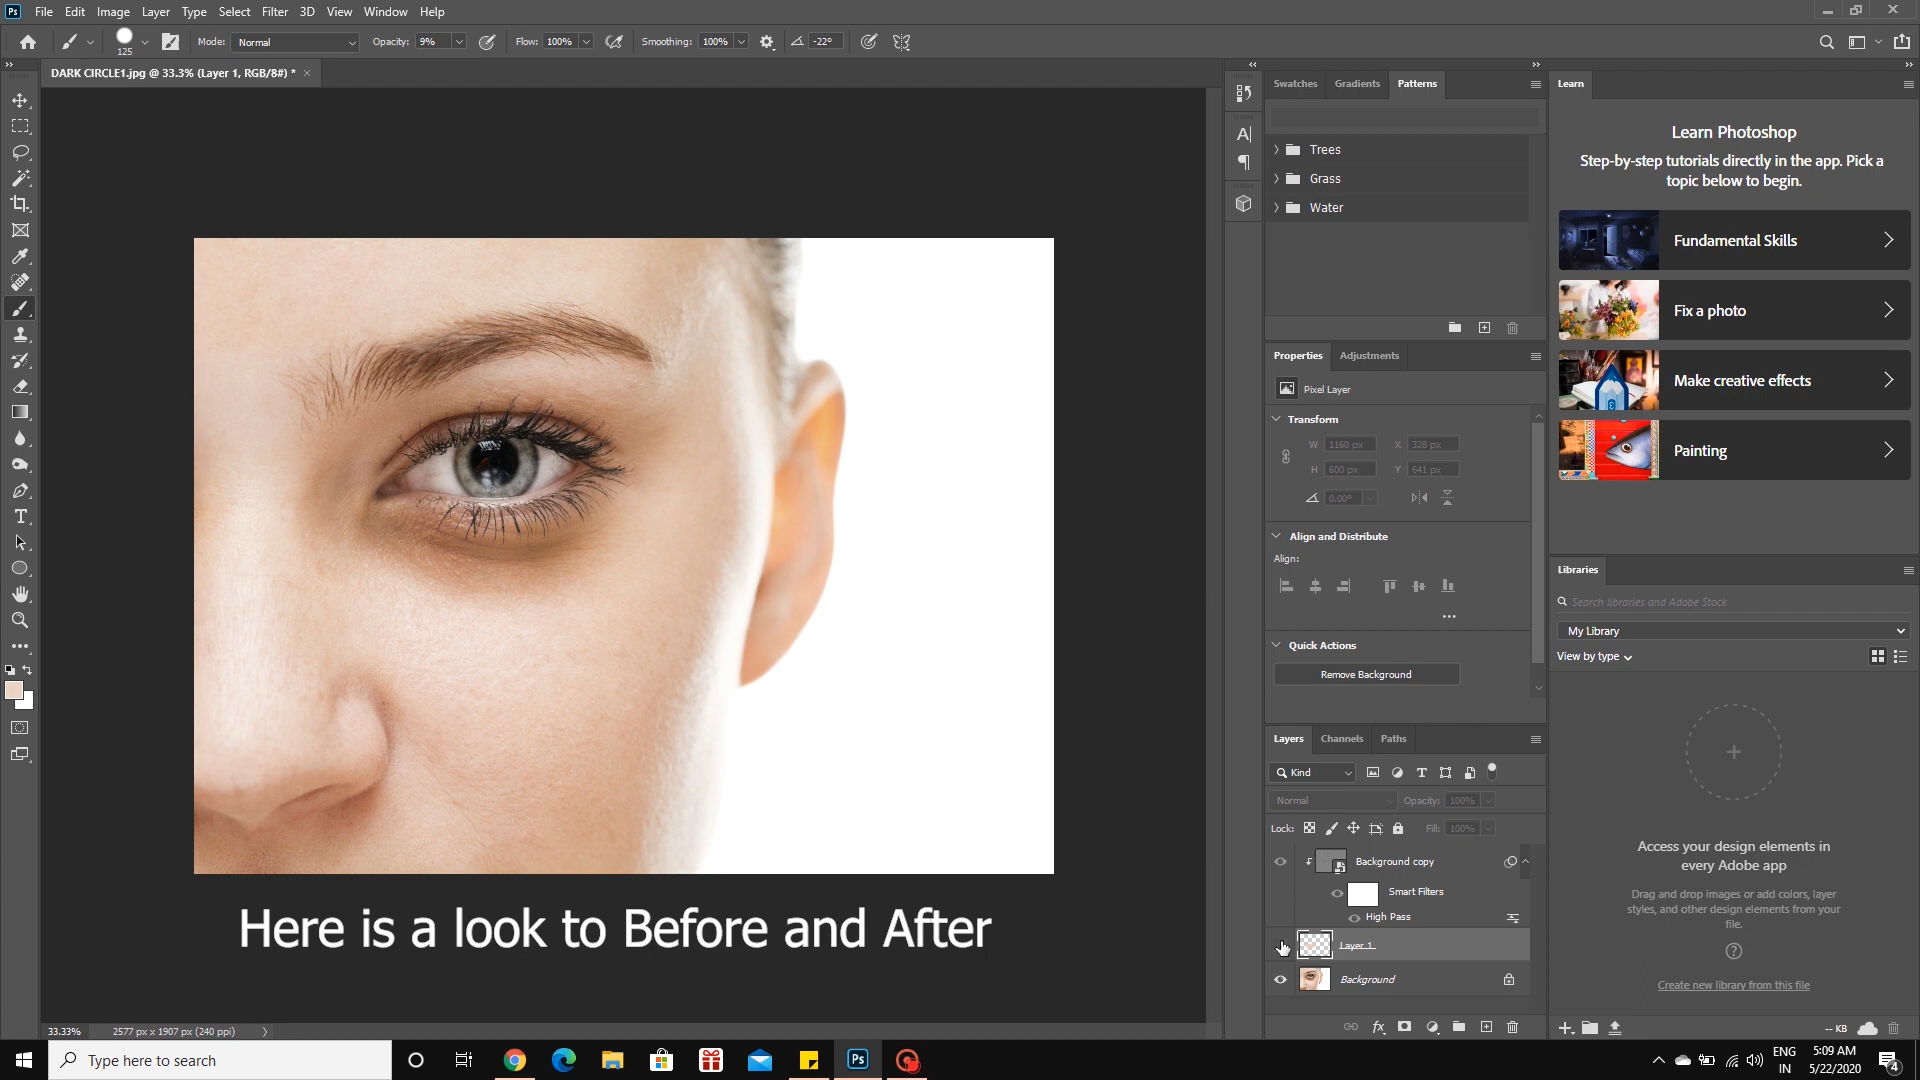 Ps File Edit Image Layer Type Select Filter 3D View Window Help
125 Mode: Normal Opacity: 9% Flow: 100% Smoothing: 100% -22°
DARK CIRCLE1.jpg @ 33.3% (Layer 1, RGB/8#) * ×
Swatches Gradients Patterns
Trees
Grass
Water
Properties Adjustments
Pixel Layer
Transform
W 1160 px X 328 px
H 600 px Y 641 px
0.00°
Align and Distribute
Align:
Quick Actions
Remove Background
Layers Channels Paths
Kind
Normal Opacity: 100%
Lock: Fill: 100%
Background copy
Smart Filters
High Pass
Layer 1
Background
Learn
Learn Photoshop
Step-by-step tutorials directly in the app. Pick a
topic below to begin.
Fundamental Skills
Fix a photo
Make creative effects
Painting
Libraries
Search libraries and Adobe Stock
My Library
View by type
Access your design elements in
every Adobe app
Drag and drop images or add colors, layer
styles, and other design elements from your
file.
Create new library from this file
-- KB
Here is a look to Before and After
33.33% 2577 px x 1907 px (240 ppi)
Type here to search
Ps
ENG
IN
5:09 AM
5/22/2020
4